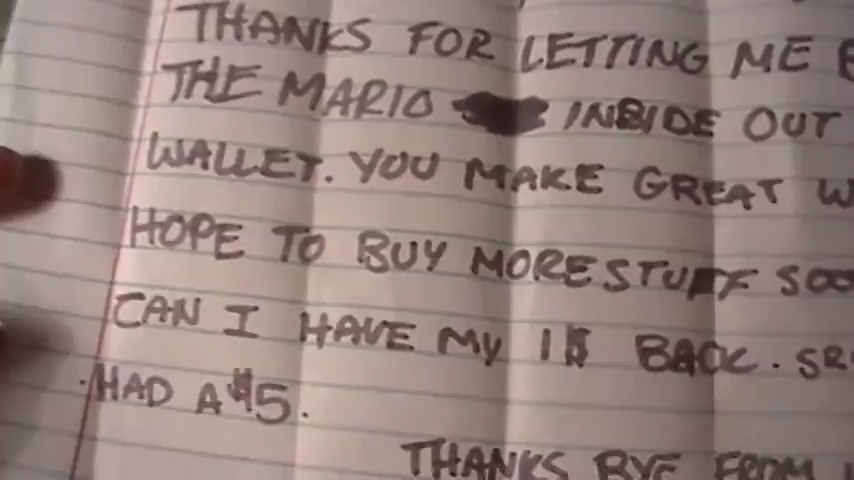 THANKS FOR LETTING ME
THE MARIO INSIDE OUT
WALLET. YOU MAKE GREAT
HOPE TO BUY MORE STUFF
CAN I HAVE MY 1$ BACK.
HAD A $5.
THANKS BYE FROM